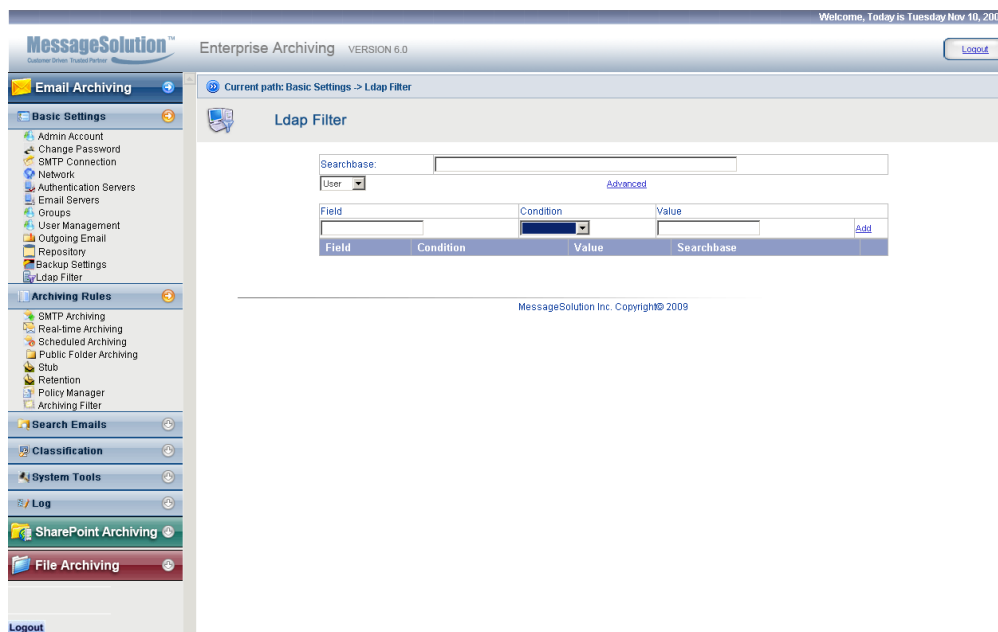 Welcome, Today is Tuesday Nov 10, 200
MessageSolution™
Customer Driven Trusted Partner
Enterprise Archiving VERSION 6.0
Logout
Email Archiving
Current path: Basic Settings -> Ldap Filter
Basic Settings
Ldap Filter
Admin Account
Change Password
SMTP Connection
Network
Authentication Servers
Email Servers
Groups
User Management
Outgoing Email
Repository
Backup Settings
Ldap Filter
Searchbase:
User
Advanced
Field Condition Value
Add
Field Condition Value Searchbase
MessageSolution Inc. Copyright© 2009
Archiving Rules
SMTP Archiving
Real-time Archiving
Scheduled Archiving
Public Folder Archiving
Stub
Retention
Policy Manager
Archiving Filter
Search Emails
Classification
System Tools
Log
SharePoint Archiving
File Archiving
Logout